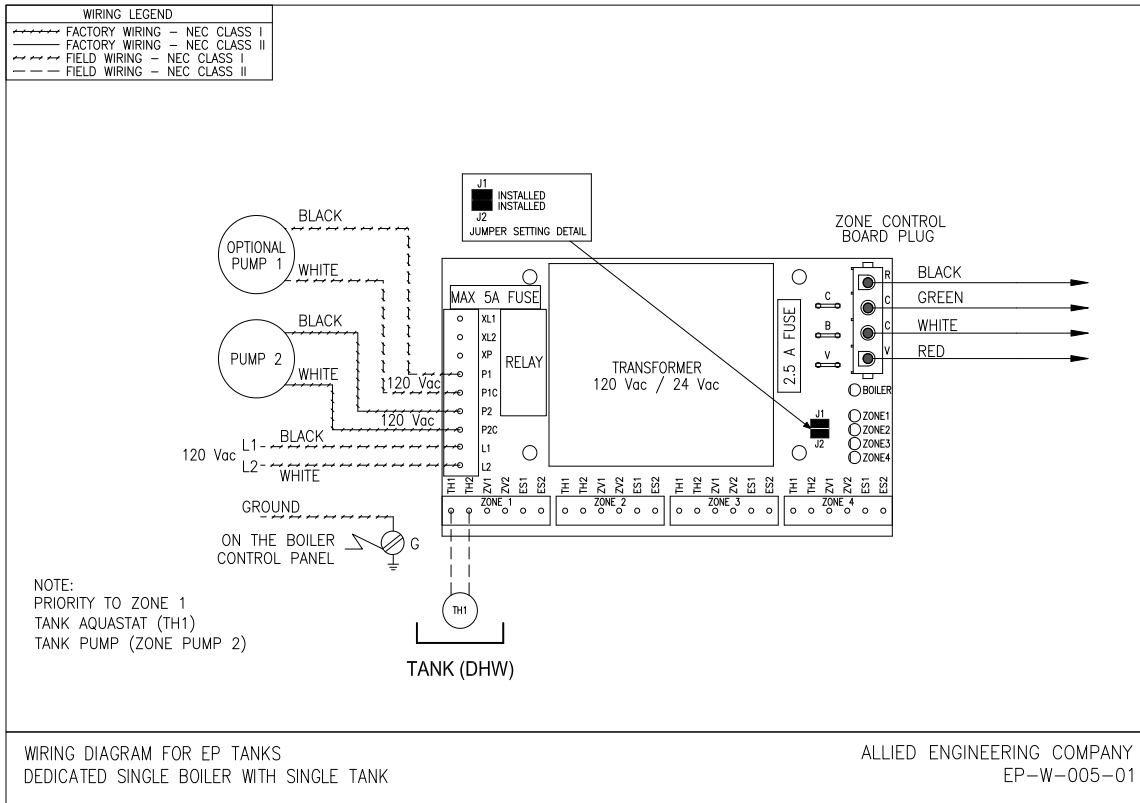 WIRING LEGEND
FACTORY WIRING – NEC CLASS I
FACTORY WIRING – NEC CLASS II
FIELD WIRING – NEC CLASS I
FIELD WIRING – NEC CLASS II
J1
INSTALLED
INSTALLED
J2
JUMPER SETTING DETAIL
ZONE CONTROL
BOARD PLUG
OPTIONAL
PUMP 1
BLACK
WHITE
PUMP 2
BLACK
WHITE
120 Vac
120 Vac
120 Vac
L1
BLACK
L2
WHITE
GROUND
ON THE BOILER
CONTROL PANEL
G
MAX 5A FUSE
XL1
XL2
XP
P1
P1C
P2
P2C
L1
L2
RELAY
TRANSFORMER
120 Vac / 24 Vac
2.5 A FUSE
C
B
V
R
C
C
V
BLACK
GREEN
WHITE
RED
BOILER
ZONE1
ZONE2
ZONE3
ZONE4
J1
J2
TH1 TH2 ZV1 ZV2 ES1 ES2
ZONE 1
TH1 TH2 ZV1 ZV2 ES1 ES2
ZONE 2
TH1 TH2 ZV1 ZV2 ES1 ES2
ZONE 3
TH1 TH2 ZV1 ZV2 ES1 ES2
ZONE 4
TH1
TANK (DHW)
NOTE:
PRIORITY TO ZONE 1
TANK AQUASTAT (TH1)
TANK PUMP (ZONE PUMP 2)
WIRING DIAGRAM FOR EP TANKS
DEDICATED SINGLE BOILER WITH SINGLE TANK
ALLIED ENGINEERING COMPANY
EP-W-005-01